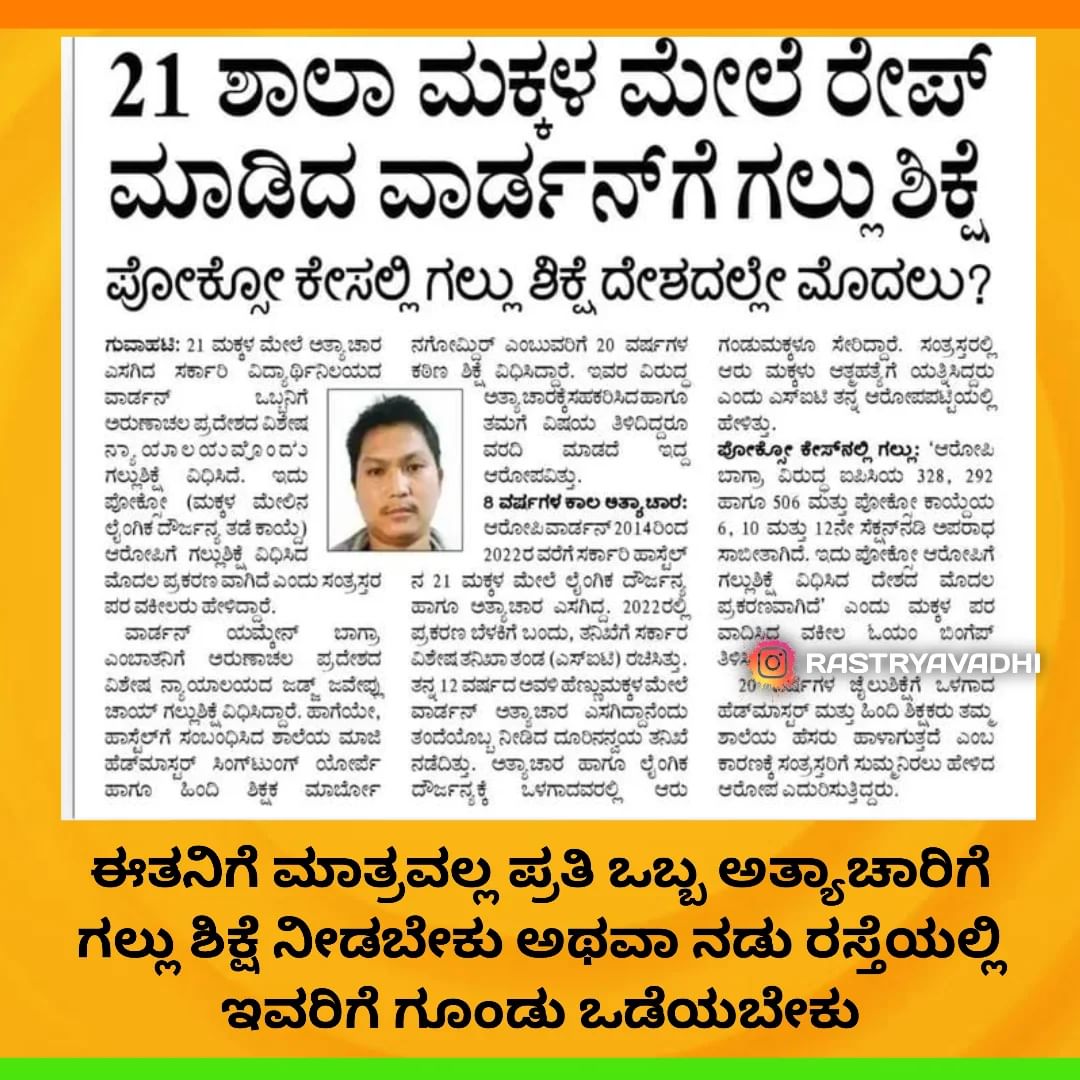 21 ಶಾಲಾ ಮಕ್ಕಳ ಮೇಲೆ ರೇಪ್
ಮಾಡಿದ ವಾರ್ಡನ್‌ಗೆ ಗಲ್ಲು ಶಿಕ್ಷೆ
ಪೋಕ್ಸೋ ಕೇಸಲ್ಲಿ ಗಲ್ಲು ಶಿಕ್ಷೆ ದೇಶದಲ್ಲೇ ಮೊದಲು?
ಗುವಾಹಟಿ: 21 ಮಕ್ಕಳ ಮೇಲೆ ಅತ್ಯಾಚಾರ
ಎಸಗಿದ ಸರ್ಕಾರಿ ವಿದ್ಯಾರ್ಥಿನಿಲಯದ
ವಾರ್ಡನ್ ಒಬ್ಬನಿಗೆ
ಅರುಣಾಚಲ ಪ್ರದೇಶದ ವಿಶೇಷ
ನ್ಯಾಯಾಲಯವೊಂದು
ಗಲ್ಲುಶಿಕ್ಷೆ ವಿಧಿಸಿದೆ. ಇದು
ಪೋಕ್ಸೋ (ಮಕ್ಕಳ ಮೇಲಿನ
ಲೈಂಗಿಕ ದೌರ್ಜನ್ಯ ತಡೆ ಕಾಯ್ದೆ)
ಆರೋಪಿಗೆ ಗಲ್ಲುಶಿಕ್ಷೆ ವಿಧಿಸಿದ
ಮೊದಲ ಪ್ರಕರಣವಾಗಿದೆ ಎಂದು ಸಂತ್ರಸ್ತರ
ಪರ ವಕೀಲರು ಹೇಳಿದ್ದಾರೆ.
ವಾರ್ಡನ್ ಯಮ್ಕೇನ್ ಬಾಗ್ರಾ
ಎಂಬಾತನಿಗೆ ಅರುಣಾಚಲ ಪ್ರದೇಶದ
ವಿಶೇಷ ನ್ಯಾಯಾಲಯದ ಜಡ್ಜ್ ಜವೇಪ್ಲು
ಚಾಯ್ ಗಲ್ಲುಶಿಕ್ಷೆ ವಿಧಿಸಿದ್ದಾರೆ. ಹಾಗೆಯೇ,
ಹಾಸ್ಟೆಲ್‌ಗೆ ಸಂಬಂಧಿಸಿದ ಶಾಲೆಯ ಮಾಜಿ
ಹೆಡ್‌ಮಾಸ್ಟರ್ ಸಿಂಗ್‌ಟುಂಗ್ ಯೋರ್ಪೆ
ಹಾಗೂ ಹಿಂದಿ ಶಿಕ್ಷಕ ಮಾರ್ಬೋಂ
ನಗೋಮ್ದಿರ್ ಎಂಬುವರಿಗೆ 20 ವರ್ಷಗಳ
ಕಠಿಣ ಶಿಕ್ಷೆ ವಿಧಿಸಿದ್ದಾರೆ. ಇವರ ವಿರುದ್ಧ
ಅತ್ಯಾಚಾರಕ್ಕೆ ಸಹಕರಿಸಿದ ಹಾಗೂ
ತಮಗೆ ವಿಷಯ ತಿಳಿದಿದ್ದರೂ
ವರದಿ ಮಾಡದೆ ಇದ್ದ
ಆರೋಪವಿತ್ತು.
8 ವರ್ಷಗಳ ಕಾಲ ಅತ್ಯಾಚಾರ:
ಆರೋಪಿ ವಾರ್ಡನ್ 2014ರಿಂದ
2022ರ ವರೆಗೆ ಸರ್ಕಾರಿ ಹಾಸ್ಟೆಲ್
ನ 21 ಮಕ್ಕಳ ಮೇಲೆ ಲೈಂಗಿಕ ದೌರ್ಜನ್ಯ
ಹಾಗೂ ಅತ್ಯಾಚಾರ ಎಸಗಿದ್ದ. 2022ರಲ್ಲಿ
ಪ್ರಕರಣ ಬೆಳಕಿಗೆ ಬಂದು, ತನಿಖೆಗೆ ಸರ್ಕಾರ
ವಿಶೇಷ ತನಿಖಾ ತಂಡ (ಎಸ್‌ಐಟಿ) ರಚಿಸಿತ್ತು.
ತನ್ನ 12 ವರ್ಷದ ಅವಳಿ ಹೆಣ್ಣುಮಕ್ಕಳ ಮೇಲೆ
ವಾರ್ಡನ್ ಅತ್ಯಾಚಾರ ಎಸಗಿದ್ದಾನೆಂದು
ತಂದೆಯೊಬ್ಬ ನೀಡಿದ ದೂರಿನನ್ವಯ ತನಿಖೆ
ನಡೆದಿತ್ತು. ಅತ್ಯಾಚಾರ ಹಾಗೂ ಲೈಂಗಿಕ
ದೌರ್ಜನ್ಯಕ್ಕೆ ಒಳಗಾದವರಲ್ಲಿ ಆರು
ಗಂಡುಮಕ್ಕಳೂ ಸೇರಿದ್ದಾರೆ. ಸಂತ್ರಸ್ತರಲ್ಲಿ
ಆರು ಮಕ್ಕಳು ಆತ್ಮಹತ್ಯೆಗೆ ಯತ್ನಿಸಿದ್ದರು
ಎಂದು ಎಸ್‌ಐಟಿ ತನ್ನ ಆರೋಪಪಟ್ಟಿಯಲ್ಲಿ
ಹೇಳಿತ್ತು.
ಪೋಕ್ಸೋ ಕೇಸ್‌ನಲ್ಲಿ ಗಲ್ಲು: 'ಆರೋಪಿ
ಬಾಗ್ರಾ ವಿರುದ್ಧ ಐಪಿಸಿಯ 328, 292
ಹಾಗೂ 506 ಮತ್ತು ಪೋಕ್ಸೋ ಕಾಯ್ದೆಯ
6, 10 ಮತ್ತು 12ನೇ ಸೆಕ್ಷನ್‌ನಡಿ ಅಪರಾಧ
ಸಾಬೀತಾಗಿದೆ. ಇದು ಪೋಕ್ಸೋ ಆರೋಪಿಗೆ
ಗಲ್ಲುಶಿಕ್ಷೆ ವಿಧಿಸಿದ ದೇಶದ ಮೊದಲ
ಪ್ರಕರಣವಾಗಿದೆ' ಎಂದು ಮಕ್ಕಳ ಪರ
ವಾದಿಸಿದ್ದ ವಕೀಲ ಓಯಂ ಬಿಂಗೆಪ್
RASTRYAVADHI
20 ವರ್ಷಗಳ ಜೈಲುಶಿಕ್ಷೆಗೆ ಒಳಗಾದ
ಹೆಡ್‌ಮಾಸ್ಟರ್ ಮತ್ತು ಹಿಂದಿ ಶಿಕ್ಷಕರು ತಮ್ಮ
ಶಾಲೆಯ ಹೆಸರು ಹಾಳಾಗುತ್ತದೆ ಎಂಬ
ಕಾರಣಕ್ಕೆ ಸಂತ್ರಸ್ತರಿಗೆ ಸುಮ್ಮನಿರಲು ಹೇಳಿದ
ಆರೋಪ ಎದುರಿಸುತ್ತಿದ್ದರು.
ಈತನಿಗೆ ಮಾತ್ರವಲ್ಲ ಪ್ರತಿ ಒಬ್ಬ ಅತ್ಯಾಚಾರಿಗೆ
ಗಲ್ಲು ಶಿಕ್ಷೆ ನೀಡಬೇಕು ಅಥವಾ ನಡು ರಸ್ತೆಯಲ್ಲಿ
ಇವರಿಗೆ ಗೂಂಡು ಒಡೆಯಬೇಕು